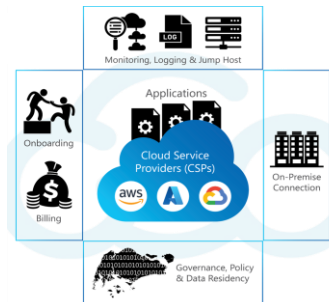 LOG
Monitoring, Logging & Jump Host
Applications
Onboarding
Cloud Service
Providers (CSPs)
aws
On-Premise
Connection
Billing
Governance, Policy
& Data Residency